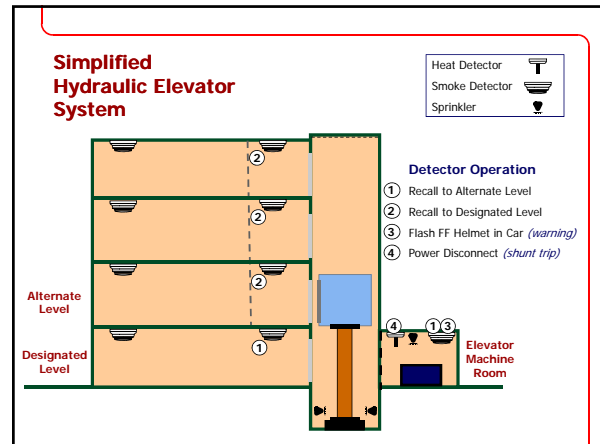 Simplified
Hydraulic Elevator
System
Heat Detector
Smoke Detector
Sprinkler
2
2
2
1
Detector Operation
1 Recall to Alternate Level
2 Recall to Designated Level
3 Flash FF Helmet in Car (warning)
4 Power Disconnect (shunt trip)
Alternate
Level
Designated
Level
4
1 3
Elevator
Machine
Room